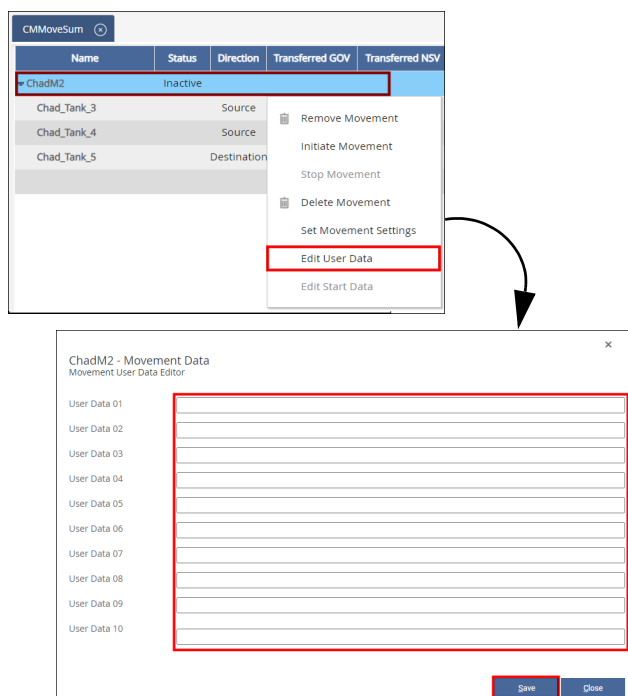 CMMoveSum
Name Status Direction Transferred GOV Transferred NSV
ChadM2 Inactive
Chad_Tank_3 Source
Chad_Tank_4 Source
Chad_Tank_5 Destination
Remove Movement
Initiate Movement
Stop Movement
Delete Movement
Set Movement Settings
Edit User Data
Edit Start Data
ChadM2 - Movement Data
Movement User Data Editor
User Data 01
User Data 02
User Data 03
User Data 04
User Data 05
User Data 06
User Data 07
User Data 08
User Data 09
User Data 10
Save Close